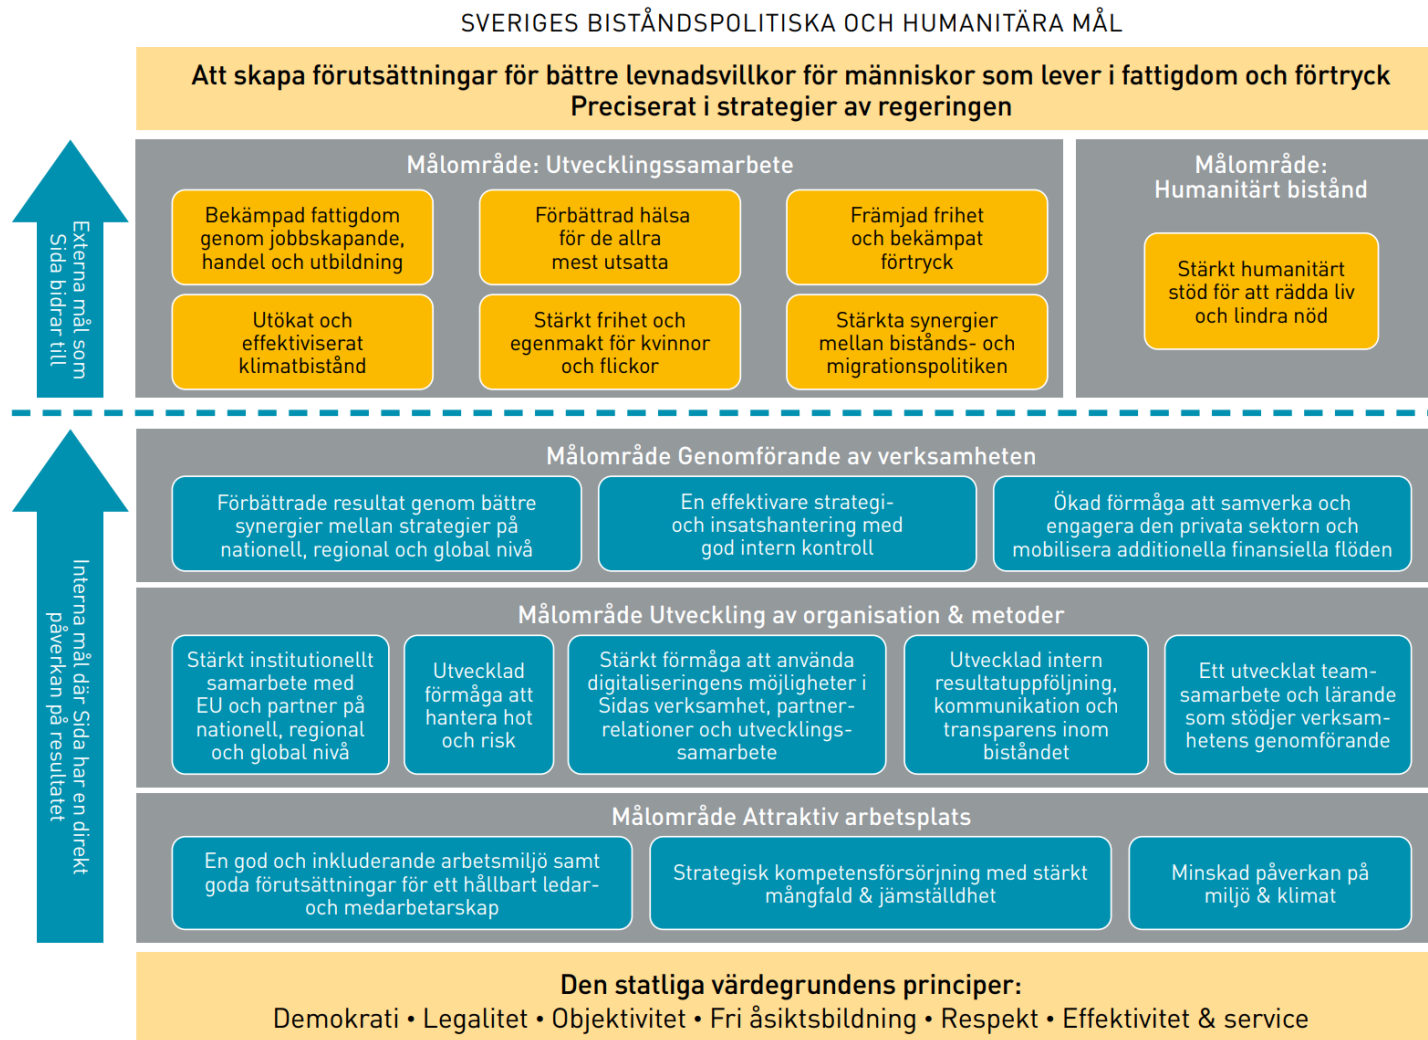 SVERIGES BISTÅNDSPOLITISKA OCH HUMANITÄRA MÅL
Att skapa förutsättningar för bättre levnadsvillkor för människor som lever i fattigdom och förtryck
Preciserat i strategier av regeringen
Externa mål som
Sida bidrar till
Målområde: Utvecklingssamarbete
Bekämpad fattigdom
genom jobbskapande,
handel och utbildning
Förbättrad hälsa
för de allra
mest utsatta
Främjad frihet
och bekämpat
förtryck
Utökat och
effektiviserat
klimatbistånd
Stärkt frihet och
egenmakt för kvinnor
och flickor
Stärkta synergier
mellan bistånds- och
migrationspolitiken
Målområde:
Humanitärt bistånd
Stärkt humanitärt
stöd för att rädda liv
och lindra nöd
Interna mål där Sida har en direkt
påverkan på resultatet
Målområde Genomförande av verksamheten
Förbättrade resultat genom bättre
synergier mellan strategier på
nationell, regional och global nivå
En effektivare strategi-
och insatshantering med
god intern kontroll
Ökad förmåga att samverka och
engagera den privata sektorn och
mobilisera additionella finansiella flöden
Målområde Utveckling av organisation & metoder
Stärkt institutionellt
samarbete med
EU och partner på
nationell, regional
och global nivå
Utvecklad
förmåga att
hantera hot
och risk
Stärkt förmåga att använda
digitaliseringens möjligheter i
Sidas verksamhet, partner-
relationer och utvecklings-
samarbete
Utvecklad intern
resultatuppföljning,
kommunikation och
transparens inom
biståndet
Ett utvecklat team-
samarbete och lärande
som stödjer verksam-
hetens genomförande
Målområde Attraktiv arbetsplats
En god och inkluderande arbetsmiljö samt
goda förutsättningar för ett hållbart ledar-
och medarbetarskap
Strategisk kompetensförsörjning med stärkt
mångfald & jämställdhet
Minskad påverkan på
miljö & klimat
Den statliga värdegrundens principer:
Demokrati • Legalitet • Objektivitet • Fri åsiktsbildning • Respekt • Effektivitet & service